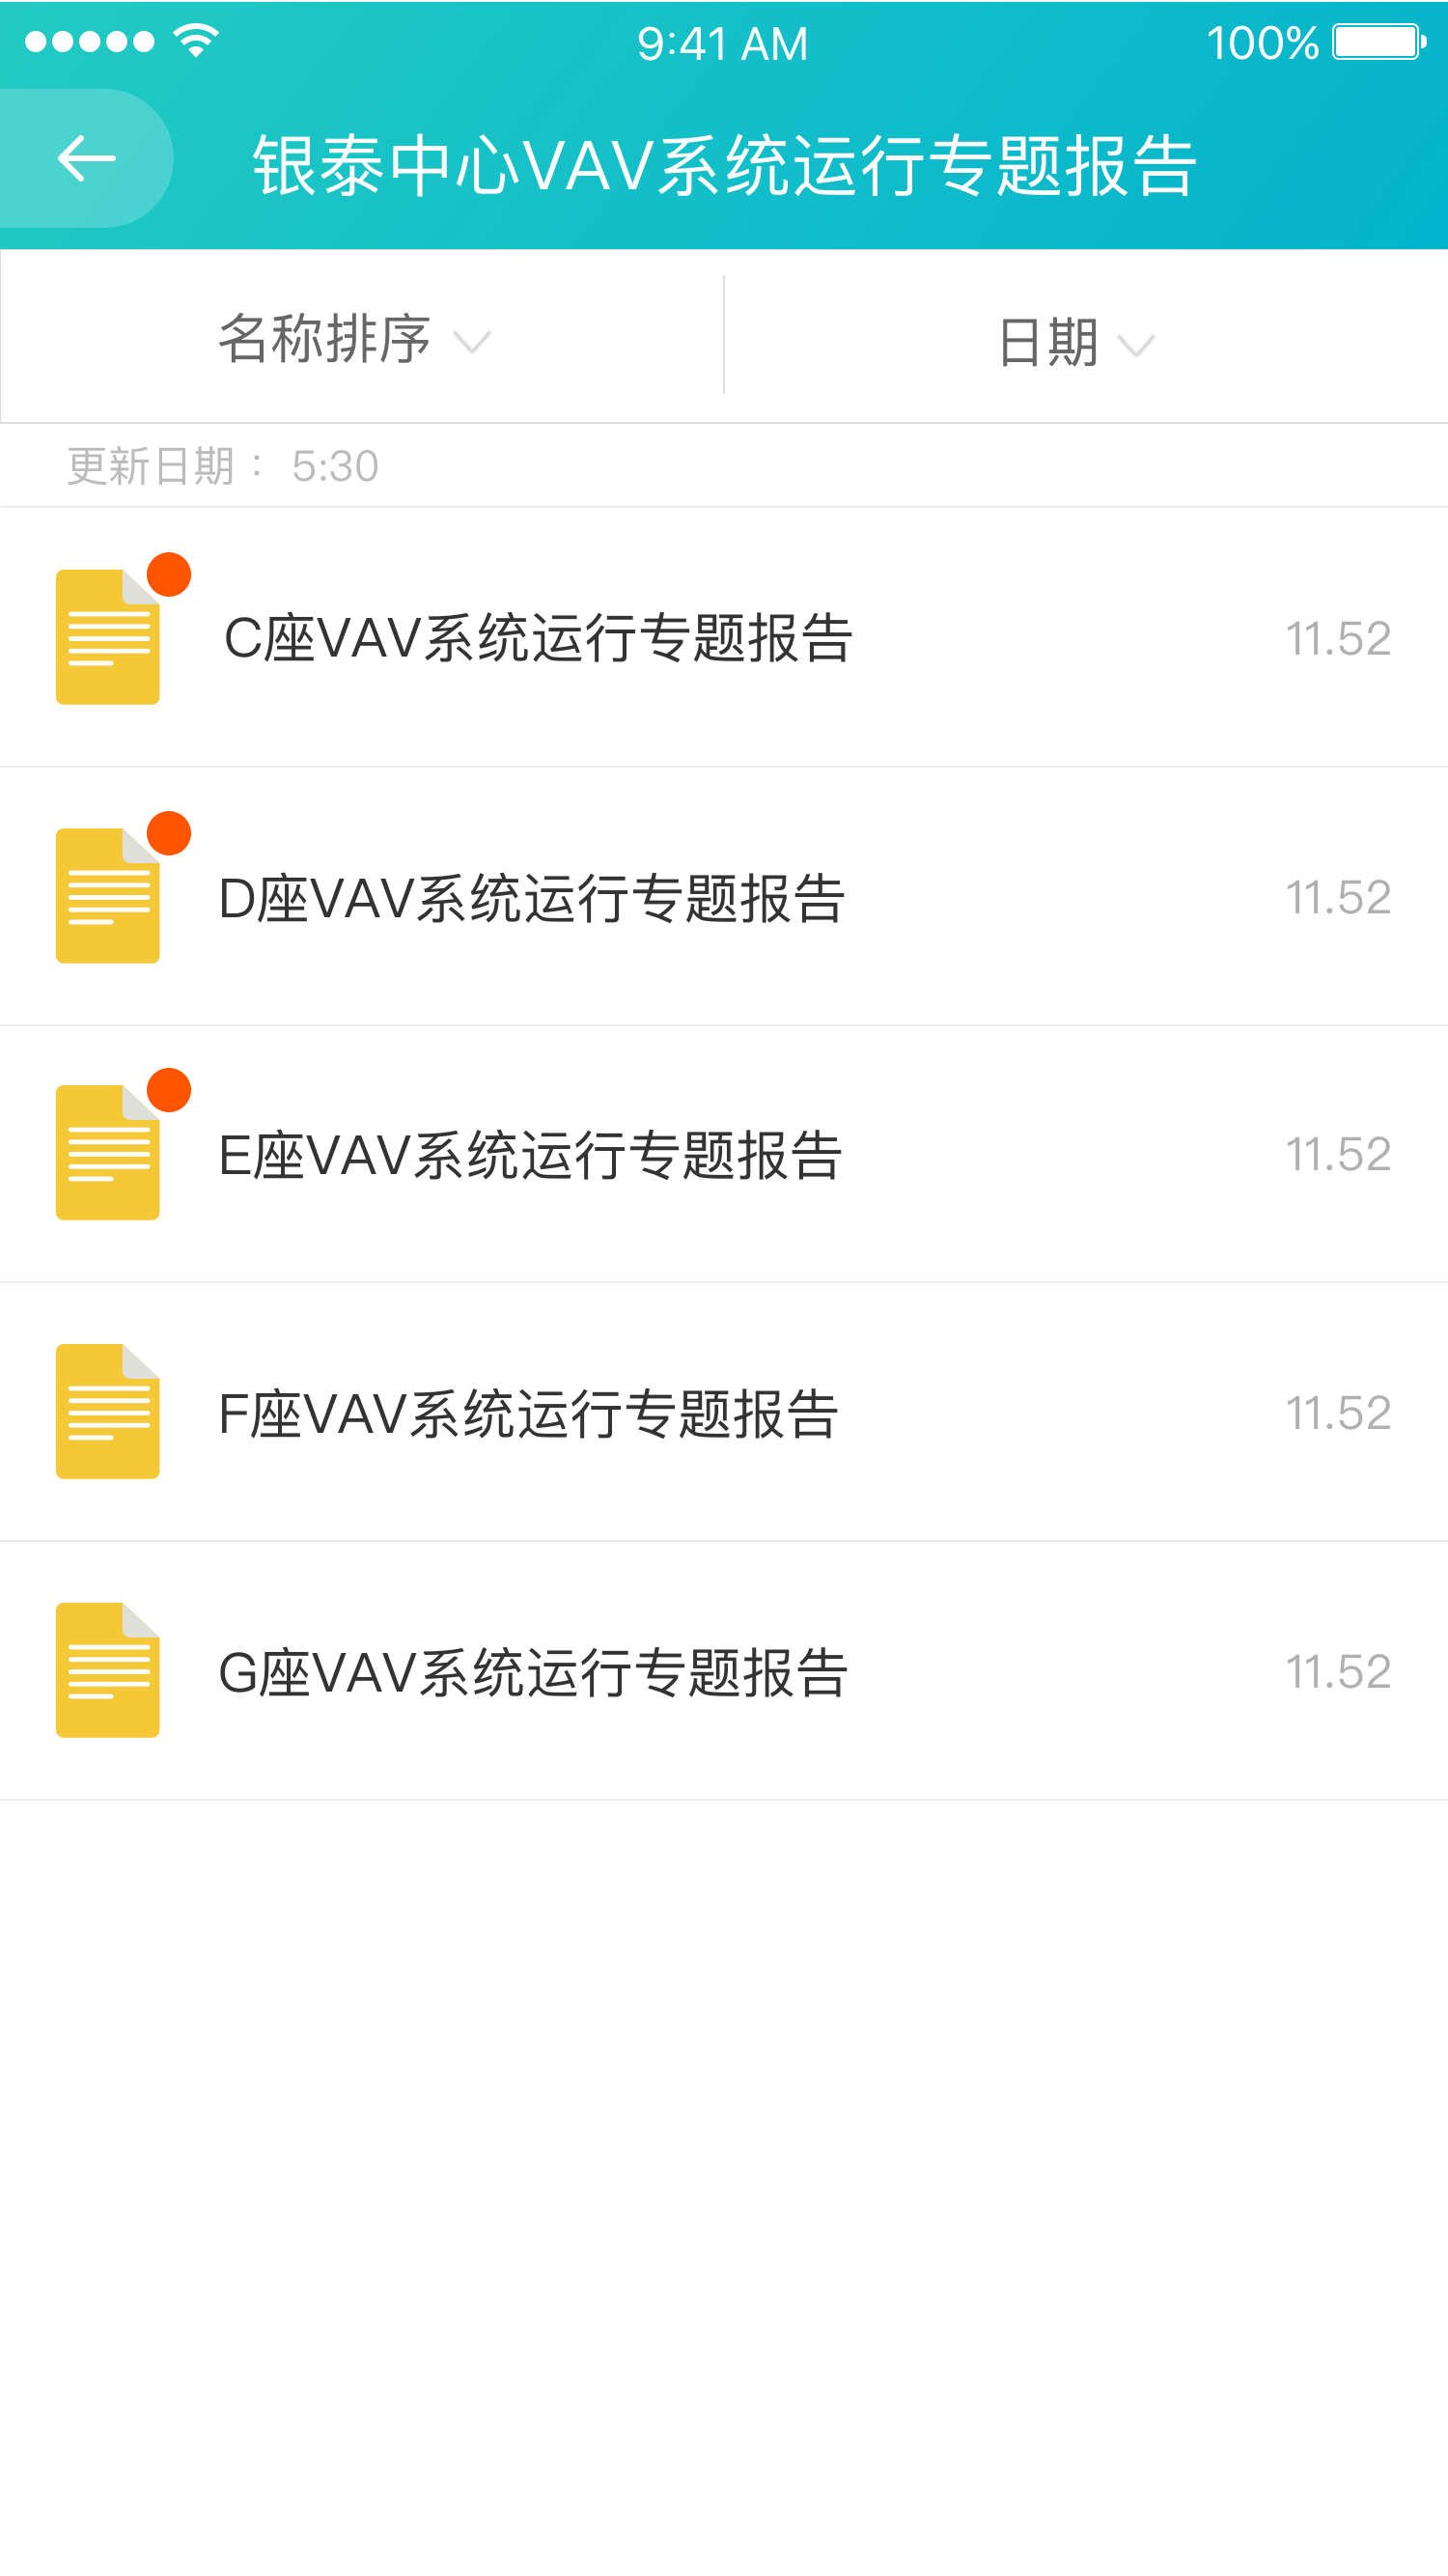 9:41 AM
100%
银泰中心VAV系统运行专题报告
名称排序
日期
更新日期： 5:30
C座VAV系统运行专题报告
11.52
D座VAV系统运行专题报告
11.52
E座VAV系统运行专题报告
11.52
F座VAV系统运行专题报告
11.52
G座VAV系统运行专题报告
11.52